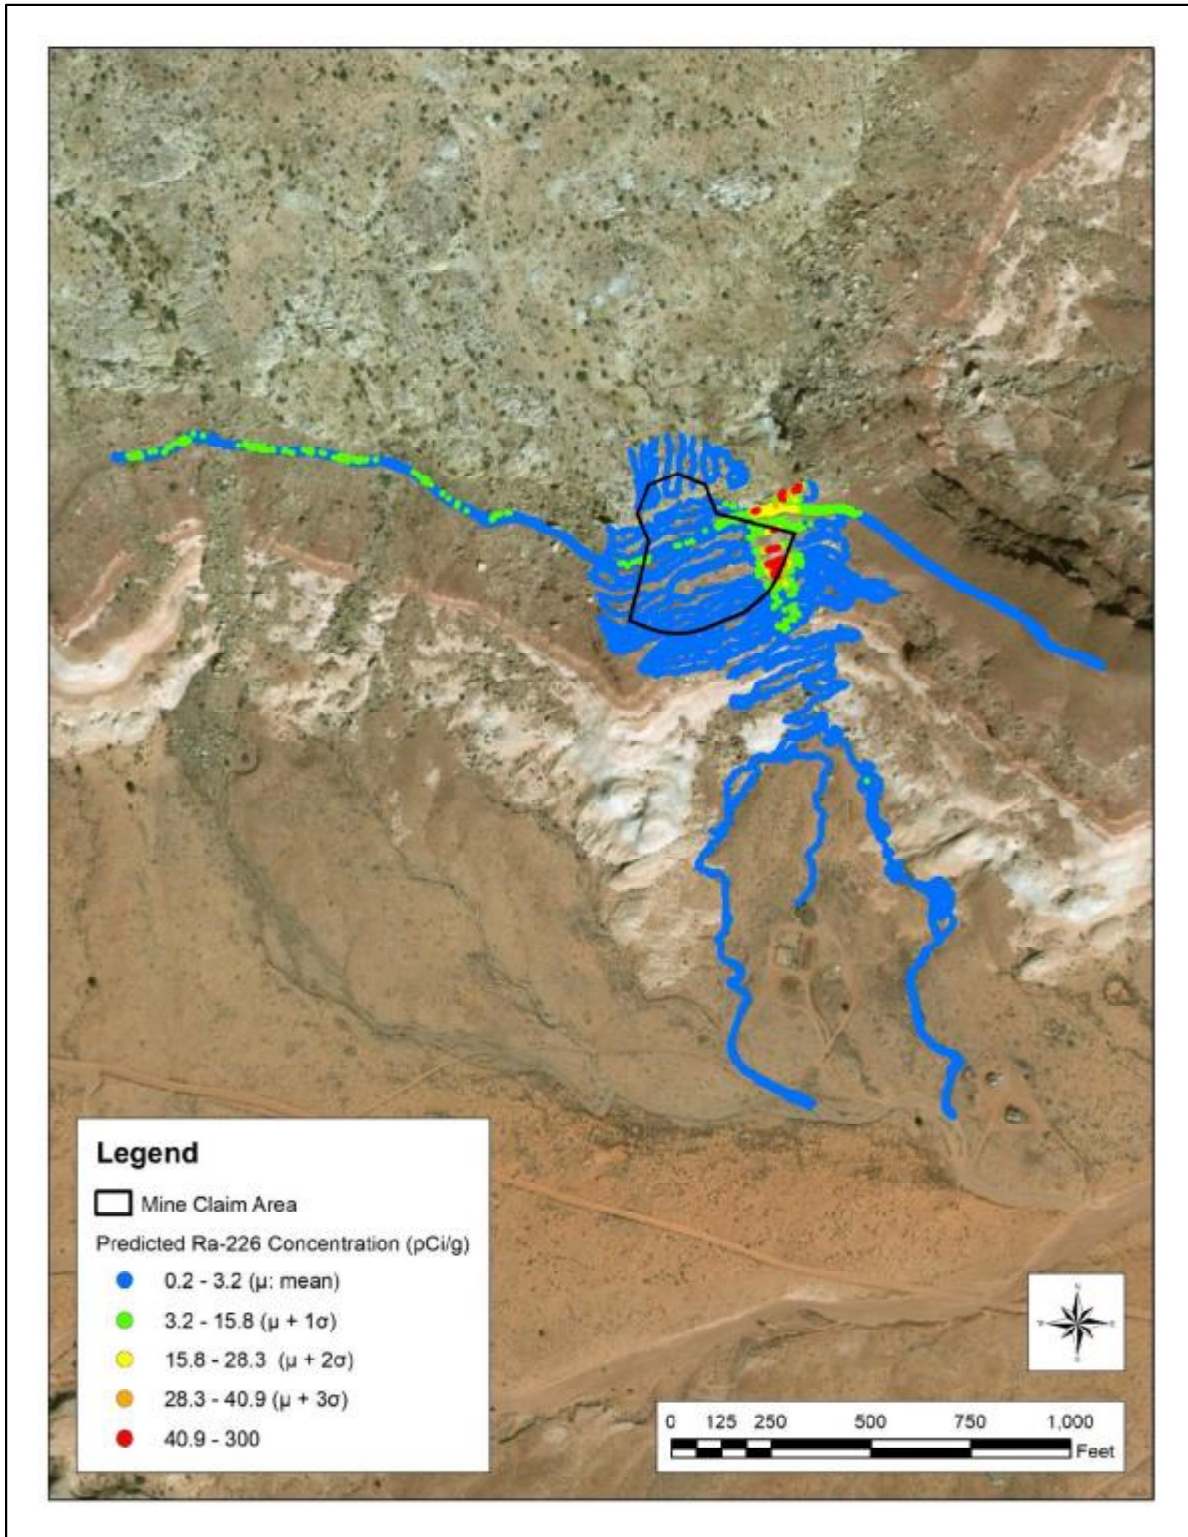 Legend
Mine Claim Area
Predicted Ra-226 Concentration (pCi/g)
0.2 - 3.2 (μ: mean)
3.2 - 15.8 (μ + 1σ)
15.8 - 28.3 (μ + 2σ)
28.3 - 40.9 (μ + 3σ)
40.9 - 300
0 125 250 500 750 1,000
Feet